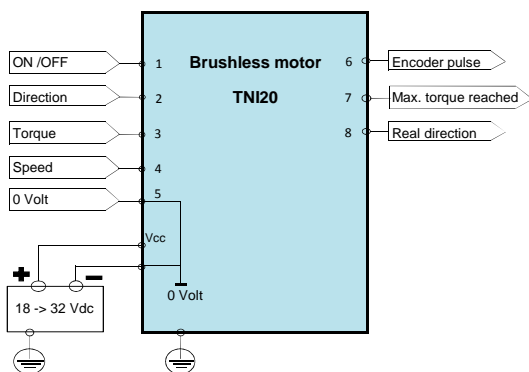 ON /OFF
Direction
Torque
Speed
0 Volt
+
−
18 -> 32 Vdc
Brushless motor
TNI20
1
2
3
4
5
Vcc
0 Volt
6
7
8
Encoder pulse
Max. torque reached
Real direction